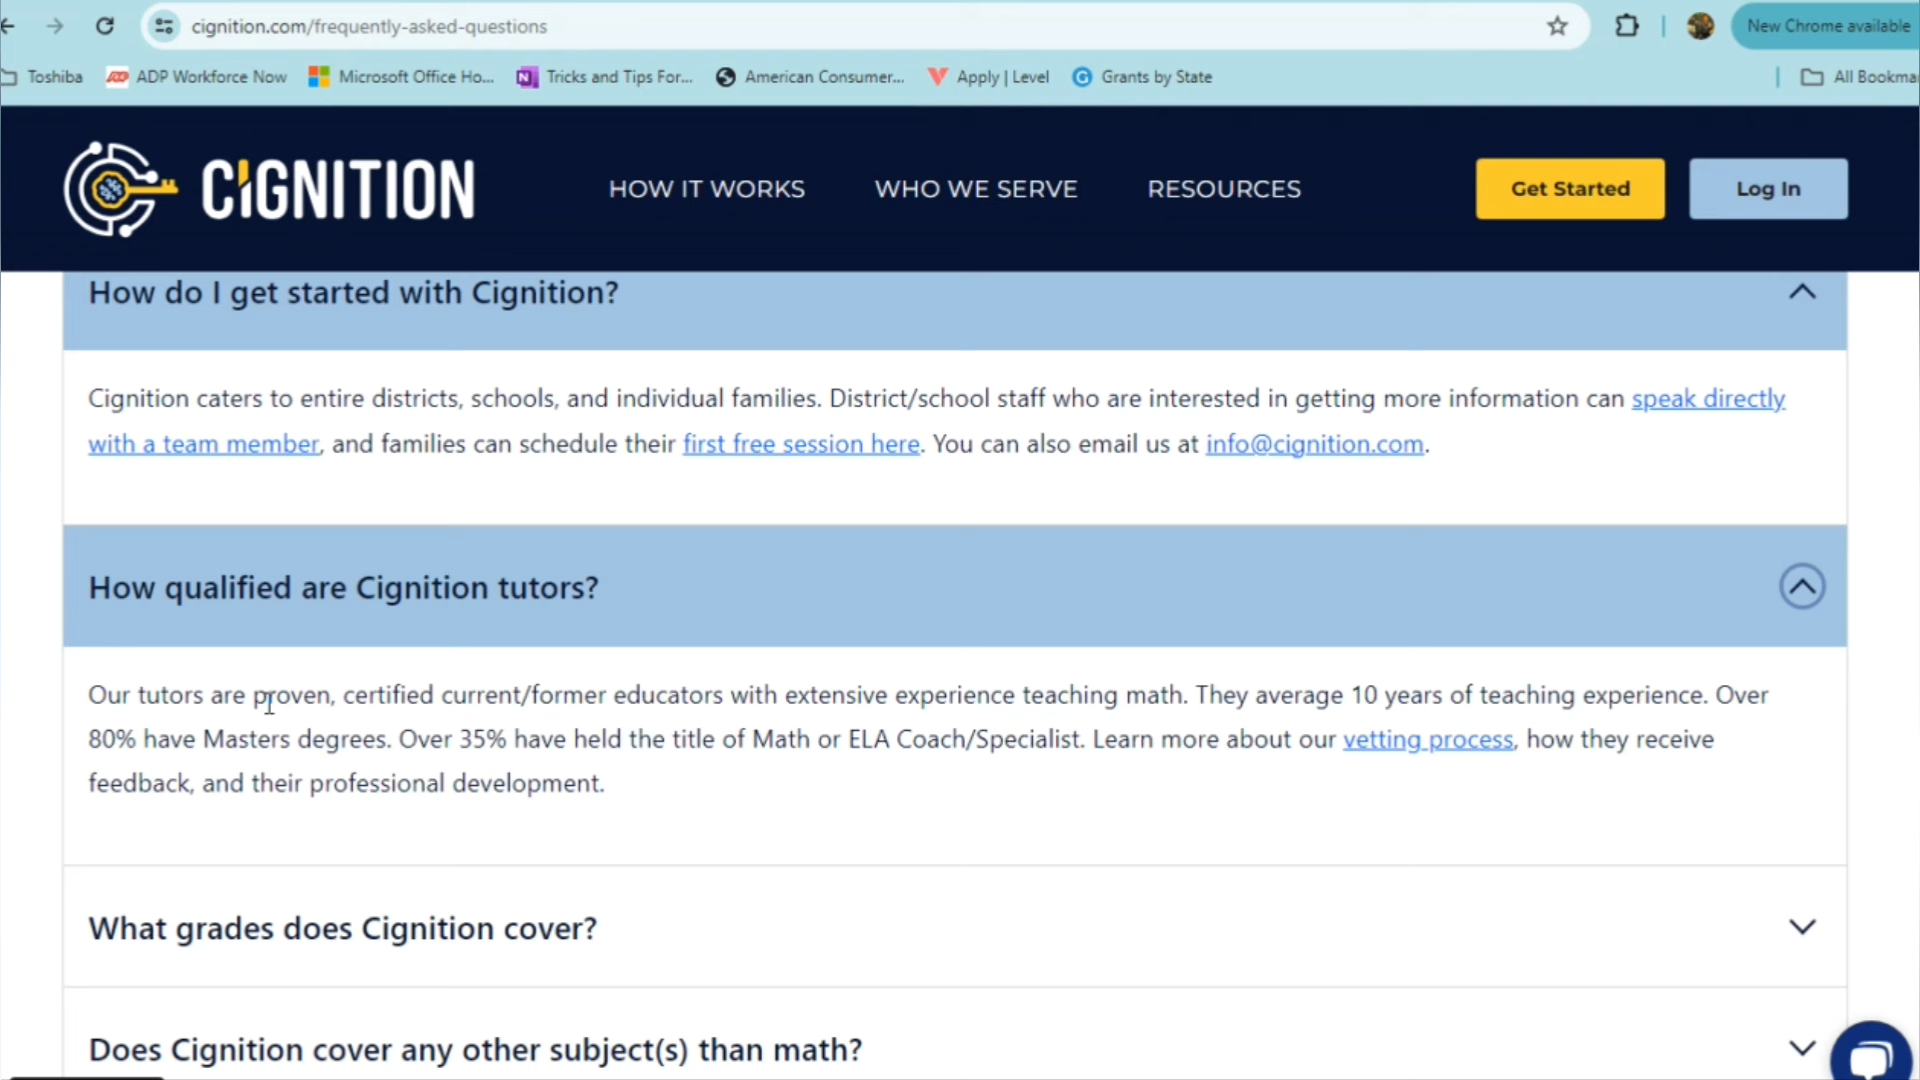 cignition.com/frequently-asked-questions
New Chrome available
Toshiba
ADP Workforce Now
Microsoft Office Ho...
Tricks and Tips For...
American Consumer...
Apply | Level
Grants by State
All Bookma
CIGNITION
HOW IT WORKS
WHO WE SERVE
RESOURCES
Get Started
Log In
How do I get started with Cignition?
Cignition caters to entire districts, schools, and individual families. District/school staff who are interested in getting more information can speak directly
with a team member, and families can schedule their first free session here. You can also email us at info@cignition.com.
How qualified are Cignition tutors?
Our tutors are proven, certified current/former educators with extensive experience teaching math. They average 10 years of teaching experience. Over
80% have Masters degrees. Over 35% have held the title of Math or ELA Coach/Specialist. Learn more about our vetting process, how they receive
feedback, and their professional development.
What grades does Cignition cover?
Does Cignition cover any other subject(s) than math?